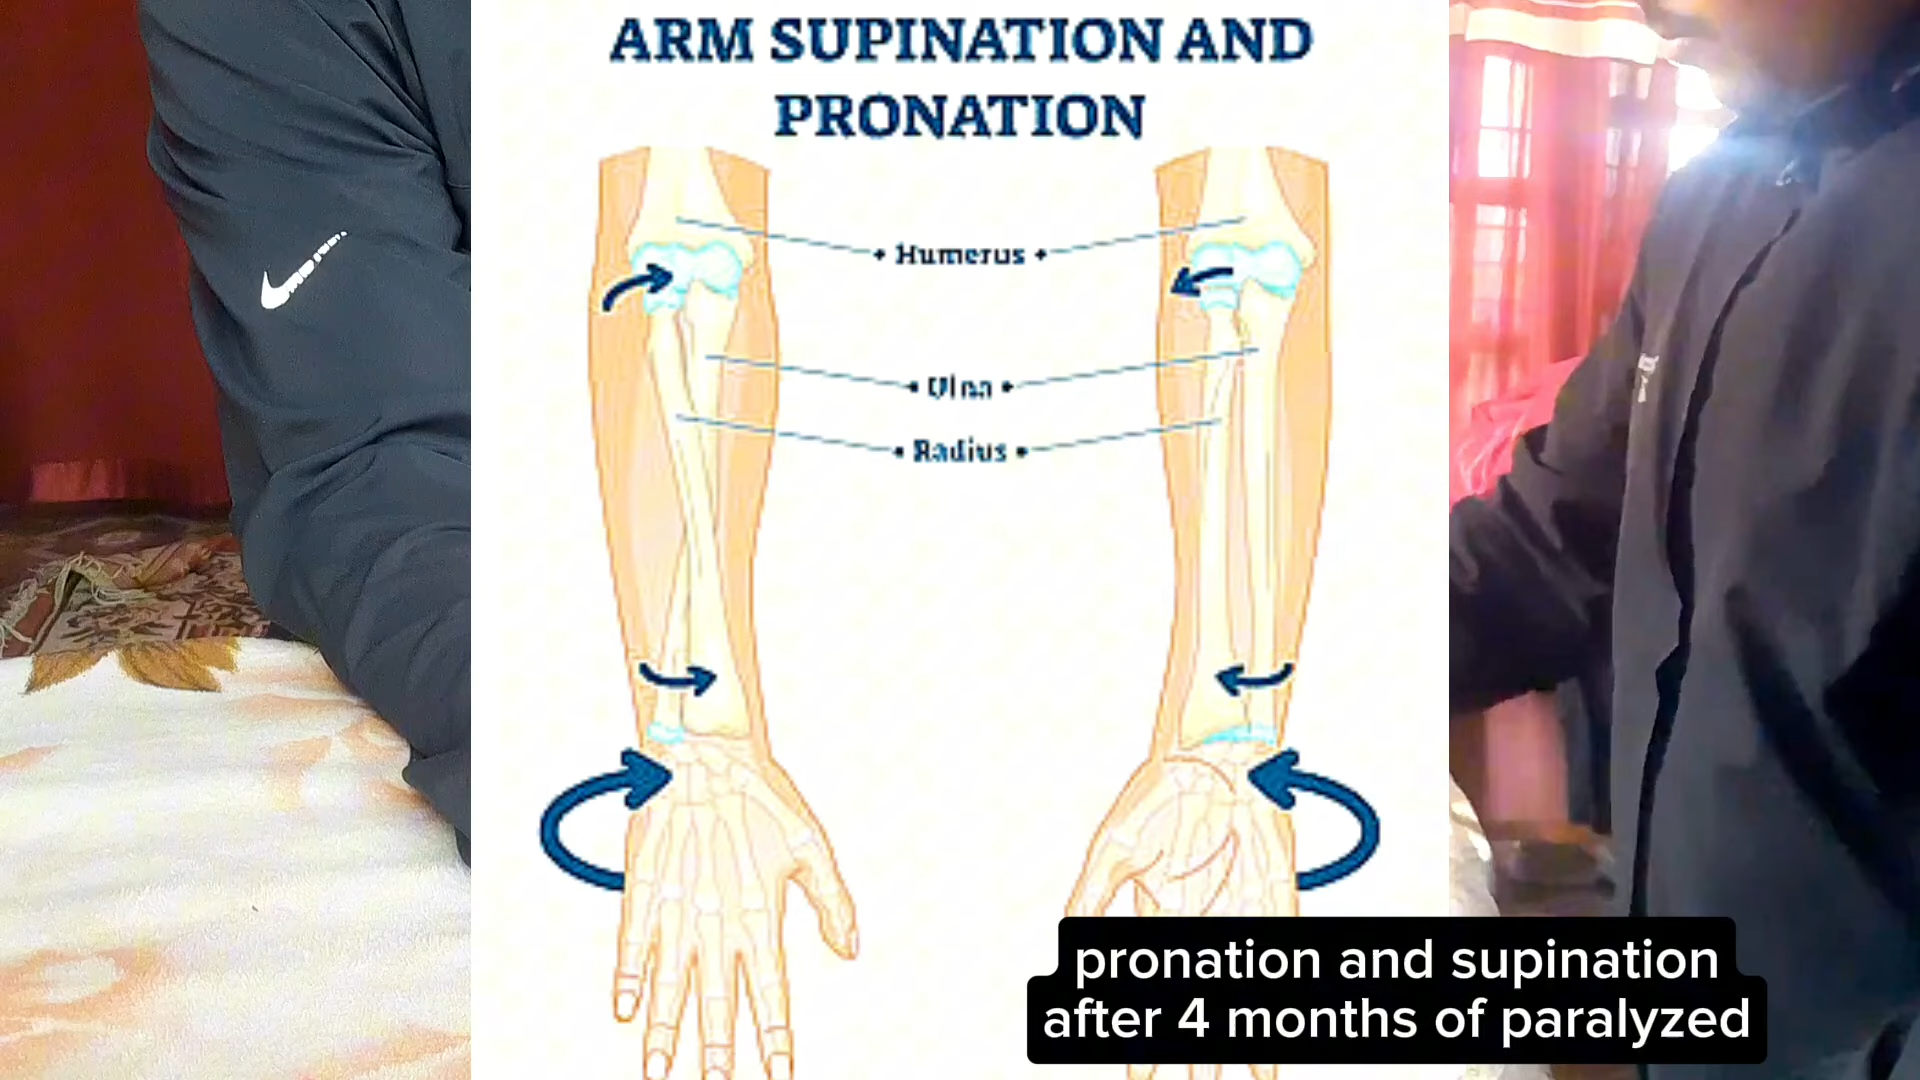 ARM SUPINATION AND
PRONATION
• Humerus •
• Ulna •
• Radius •
pronation and supination
after 4 months of paralyzed